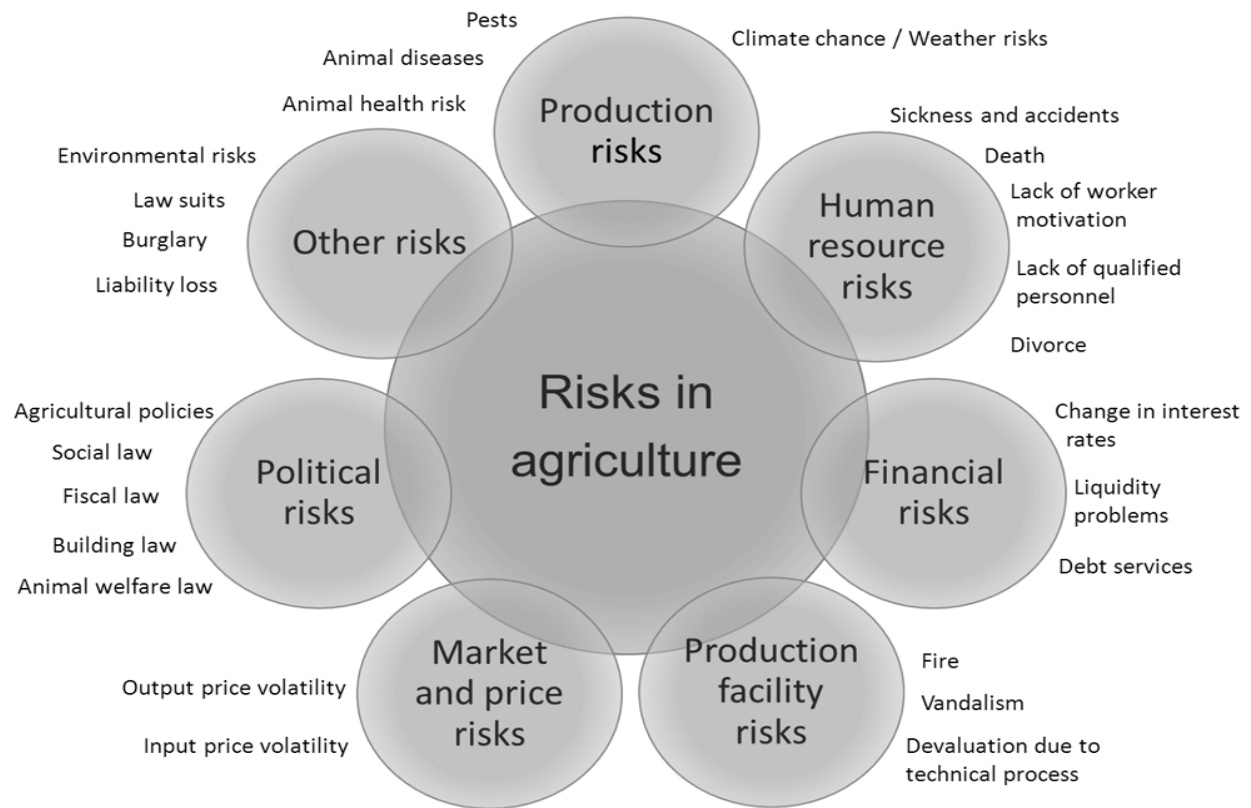 Risks in
agriculture
Production
risks
Pests
Animal diseases
Animal health risk
Climate chance / Weather risks
Human
resource
risks
Sickness and accidents
Death
Lack of worker
motivation
Lack of qualified
personnel
Divorce
Financial
risks
Change in interest
rates
Liquidity
problems
Debt services
Production
facility
risks
Fire
Vandalism
Devaluation due to
technical process
Market
and price
risks
Output price volatility
Input price volatility
Political
risks
Agricultural policies
Social law
Fiscal law
Building law
Animal welfare law
Other risks
Environmental risks
Law suits
Burglary
Liability loss